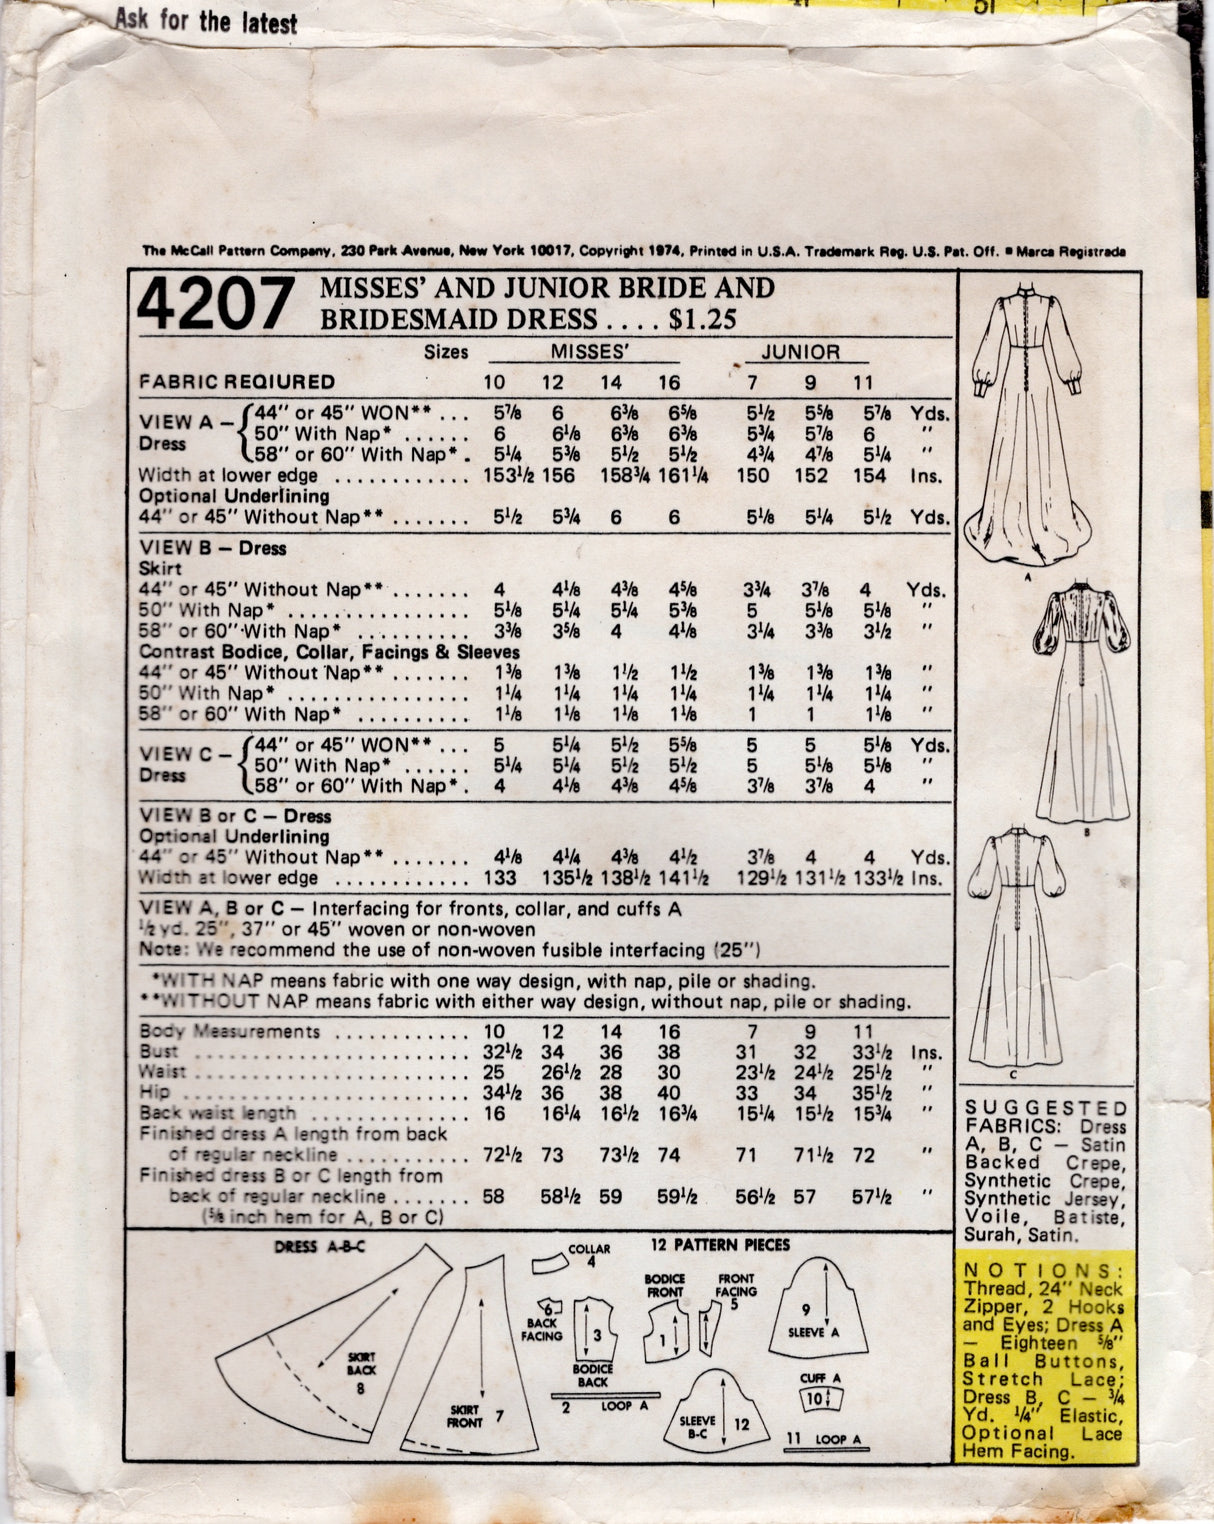 41 51
Ask for the latest
The McCall Pattern Company, 230 Park Avenue, New York 10017, Copyright 1974, Printed in U.S.A. Trademark Reg. U.S. Pat. Off. ■ Marca Registrada
4207 MISSES' AND JUNIOR BRIDE AND
BRIDESMAID DRESS . . . . $1.25
Sizes MISSES' JUNIOR
FABRIC REQIURED 10 12 14 16 7 9 11
VIEW A – Dress
44" or 45" WON** ... 5⅞ 6 6⅜ 6⅝ 5½ 5⅝ 5⅞ Yds.
50" With Nap* ...... 6 6⅛ 6⅜ 6⅜ 5¾ 5⅞ 6 "
58" or 60" With Nap* . 5¼ 5⅜ 5½ 5½ 4¾ 4⅞ 5¼ "
Width at lower edge ............ 153½ 156 158¾ 161¼ 150 152 154 Ins.
Optional Underlining
44" or 45" Without Nap** ....... 5½ 5¾ 6 6 5⅛ 5¼ 5½ Yds.
VIEW B – Dress
Skirt
44" or 45" Without Nap** ....... 4 4⅛ 4⅜ 4⅝ 3¾ 3⅞ 4 Yds.
50" With Nap* ................ 5⅛ 5¼ 5¼ 5⅜ 5 5⅛ 5⅛ "
58" or 60" With Nap* .......... 3⅜ 3⅝ 4 4⅛ 3¼ 3⅜ 3½ "
Contrast Bodice, Collar, Facings & Sleeves
44" or 45" Without Nap** ....... 1⅜ 1⅜ 1½ 1½ 1⅜ 1⅜ 1⅜ "
50" With Nap* ................ 1¼ 1¼ 1¼ 1¼ 1¼ 1¼ 1¼ "
58" or 60" With Nap* .......... 1⅛ 1⅛ 1⅛ 1⅛ 1 1 1⅛ "
VIEW C – Dress
44" or 45" WON** ... 5 5¼ 5½ 5⅝ 5 5 5⅛ Yds.
50" With Nap* ...... 5¼ 5¼ 5½ 5½ 5 5⅛ 5⅛ "
58" or 60" With Nap* . 4 4⅛ 4⅜ 4⅝ 3⅞ 3⅞ 4 "
VIEW B or C – Dress
Optional Underlining
44" or 45" Without Nap** ....... 4⅛ 4¼ 4⅜ 4½ 3⅞ 4 4 Yds.
Width at lower edge ............ 133 135½ 138½ 141½ 129½ 131½ 133½ Ins.
VIEW A, B or C – Interfacing for fronts, collar, and cuffs A
½ yd. 25", 37" or 45" woven or non-woven
Note: We recommend the use of non-woven fusible interfacing (25")
*WITH NAP means fabric with one way design, with nap, pile or shading.
**WITHOUT NAP means fabric with either way design, without nap, pile or shading.
Body Measurements ............ 10 12 14 16 7 9 11
Bust ........................ 32½ 34 36 38 31 32 33½ Ins.
Waist ........................ 25 26½ 28 30 23½ 24½ 25½ "
Hip ......................... 34½ 36 38 40 33 34 35½ "
Back waist length .............. 16 16¼ 16½ 16¾ 15¼ 15½ 15¾ "
Finished dress A length from back
of regular neckline ........... 72½ 73 73½ 74 71 71½ 72 "
Finished dress B or C length from
back of regular neckline ....... 58 58½ 59 59½ 56½ 57 57½ "
(⅝ inch hem for A, B or C)
A
B
C
SUGGESTED
FABRICS: Dress
A, B, C – Satin
Backed Crepe,
Synthetic Crepe,
Synthetic Jersey,
Voile, Batiste,
Surah, Satin.
NOTIONS:
Thread, 24" Neck
Zipper, 2 Hooks
and Eyes; Dress A
– Eighteen ⅝"
Ball Buttons,
Stretch Lace;
Dress B, C – ¾
Yd. ¼" Elastic,
Optional Lace
Hem Facing.
DRESS A-B-C
12 PATTERN PIECES
SKIRT
BACK
8
SKIRT
FRONT 7
COLLAR
4
6
BACK
FACING
3
BODICE
BACK
2 LOOP A
BODICE
FRONT
1
FRONT
FACING
5
9
SLEEVE A
SLEEVE
B-C 12
CUFF A
10
11 LOOP A